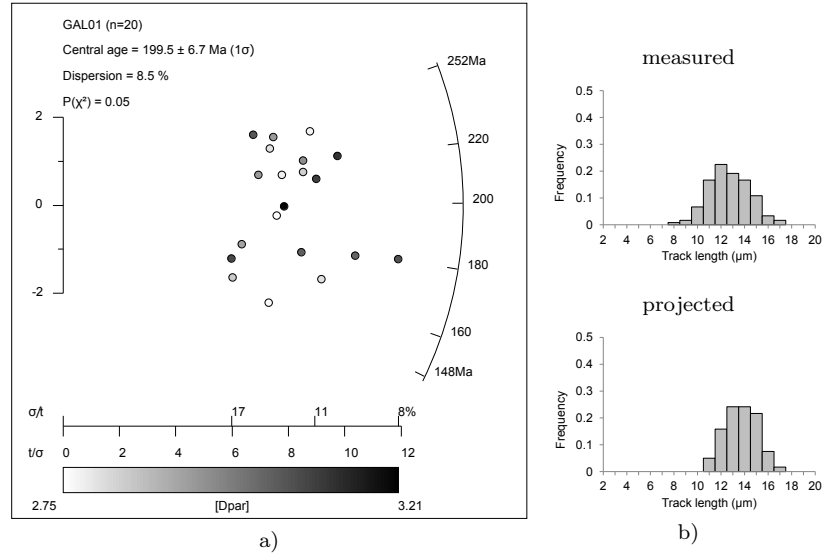 GAL01 (n=20)
Central age = 199.5 ± 6.7 Ma (1σ)
Dispersion = 8.5 %
P(χ²) = 0.05
252Ma
220
200
180
160
148Ma
2
0
-2
σ/t
17
11
8%
t/σ
0 2 4 6 8 10 12
2.75 [Dpar] 3.21
a)
measured
Frequency
0.5
0.4
0.3
0.2
0.1
0
2 4 6 8 10 12 14 16 18 20
Track length (µm)
projected
Frequency
0.5
0.4
0.3
0.2
0.1
0
2 4 6 8 10 12 14 16 18 20
Track length (µm)
b)